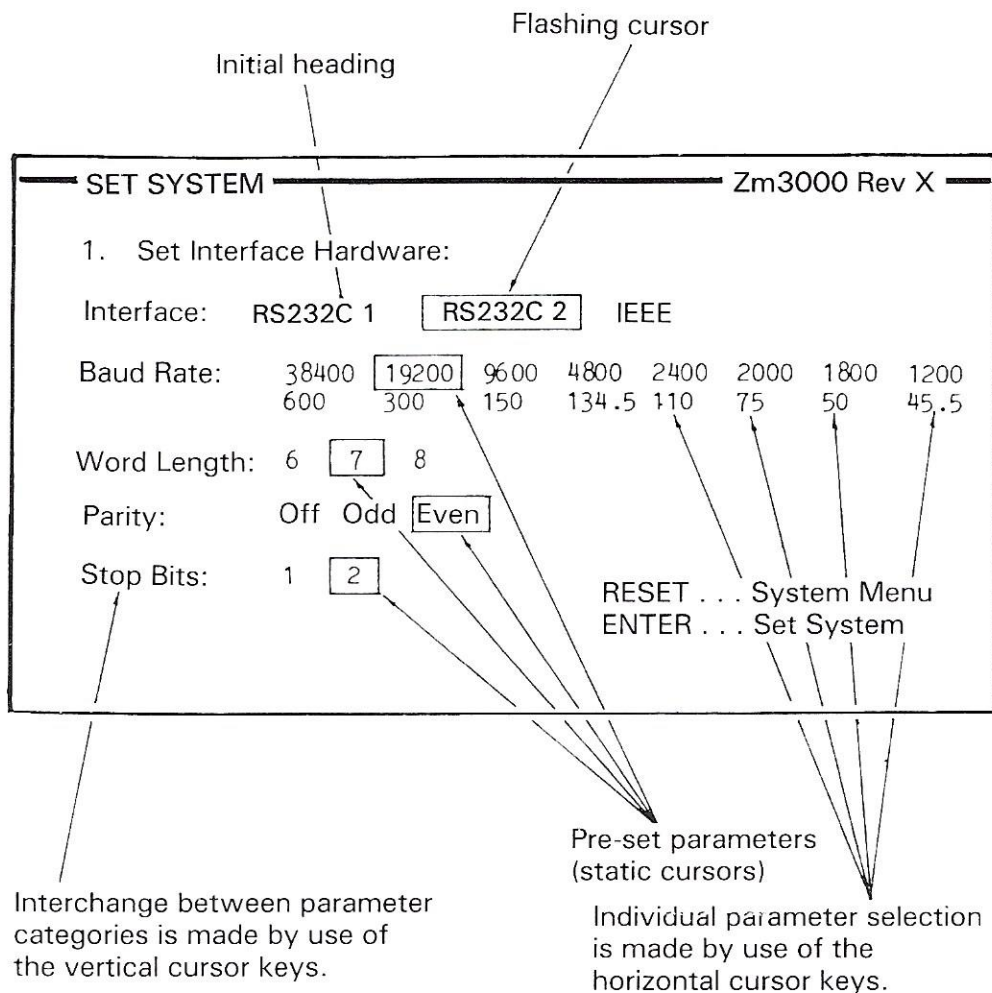 Flashing cursor
Initial heading
SET SYSTEM Zm3000 Rev X
1. Set Interface Hardware:
Interface: RS232C 1 RS232C 2 IEEE
Baud Rate: 38400 19200 9600 4800 2400 2000 1800 1200
600 300 150 134.5 110 75 50 45.5
Word Length: 6 7 8
Parity: Off Odd Even
Stop Bits: 1 2
RESET . . . System Menu
ENTER . . . Set System
Pre-set parameters
(static cursors)
Interchange between parameter
categories is made by use of
the vertical cursor keys.
Individual parameter selection
is made by use of the
horizontal cursor keys.